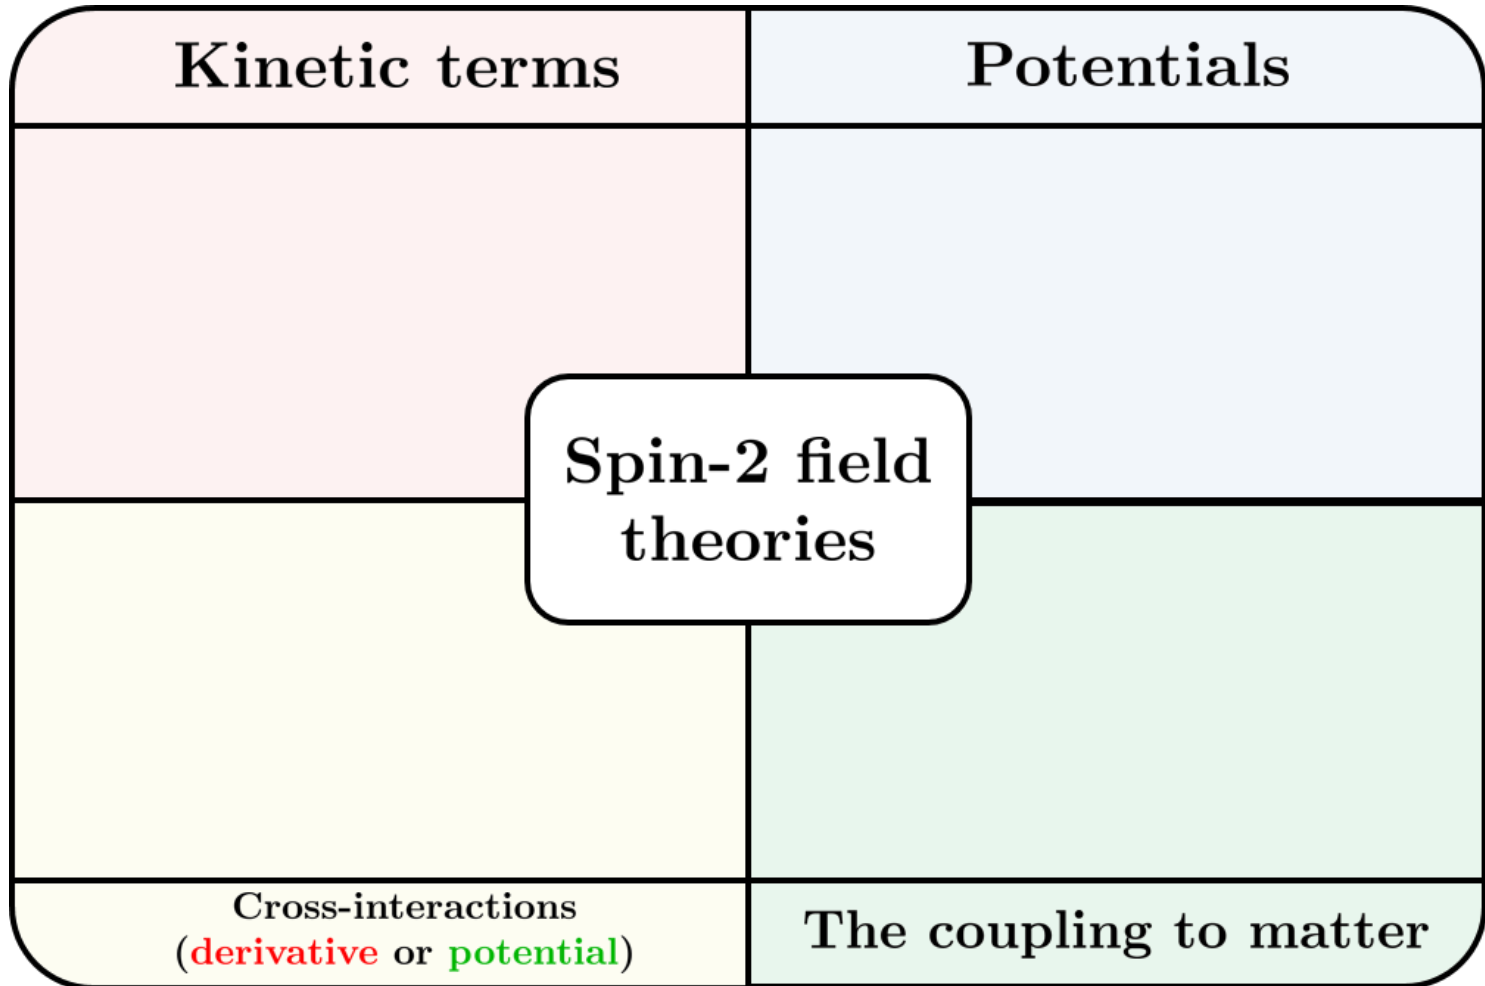 Kinetic terms
Potentials
Spin-2 field
theories
Cross-interactions
(derivative or potential)
The coupling to matter